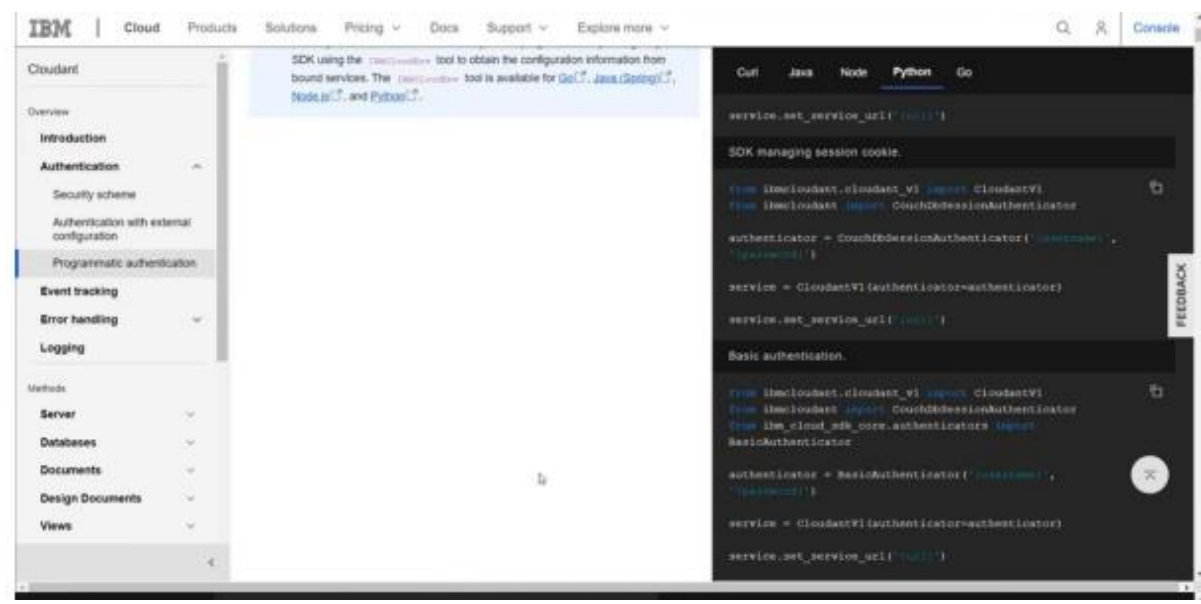 IBM | Cloud Products Solutions Pricing Docs Support Explore more Console
Cloudant
Overview
Introduction
Authentication
Security scheme
Authentication with external
configuration
Programmatic authentication
Event tracking
Error handling
Logging
Methods
Server
Databases
Documents
Design Documents
Views
SDK using the tool to obtain the configuration information from
bound services. The tool is available for Go, Java (Spring),
Node.js, and Python.
Curl Java Node Python Go
service.set_service_url('{url}')
SDK managing session cookie.
from ibmcloudant.cloudant_v1 import CloudantV1
from ibmcloudant import CouchDbSessionAuthenticator
authenticator = CouchDbSessionAuthenticator('{username}',
'{password}')
service = CloudantV1(authenticator=authenticator)
service.set_service_url('{url}')
Basic authentication.
from ibmcloudant.cloudant_v1 import CloudantV1
from ibmcloudant import CouchDbSessionAuthenticator
from ibm_cloud_sdk_core.authenticators import
BasicAuthenticator
authenticator = BasicAuthenticator('{username}',
'{password}')
service = CloudantV1(authenticator=authenticator)
service.set_service_url('{url}')
FEEDBACK